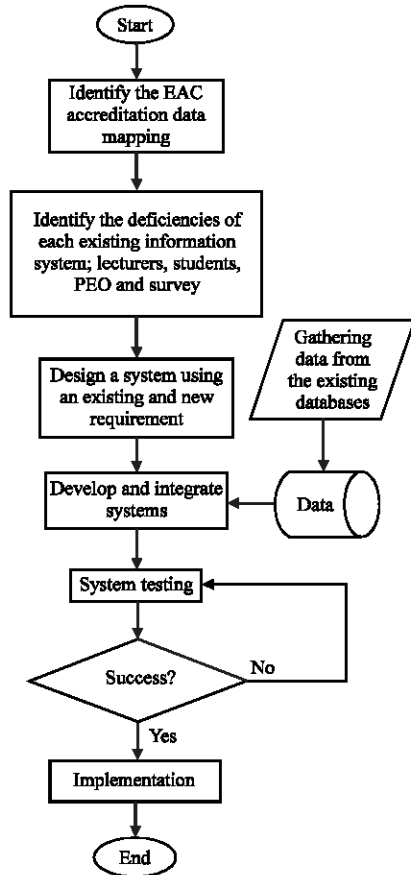 Start
Identify the EAC
accreditation data
mapping
Identify the deficiencies of
each existing information
system; lecturers, students,
PEO and survey
Gathering
data from
the existing
databases
Design a system using
an existing and new
requirement
Develop and integrate
systems
Data
System testing
Success?
No
Yes
Implementation
End